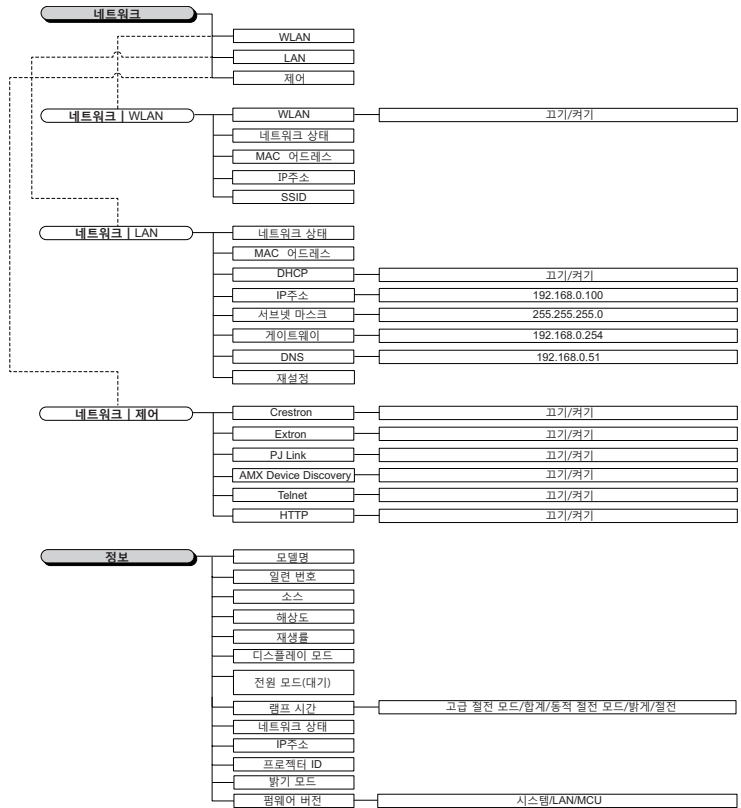 네트워크
WLAN
LAN
제어
네트워크 | WLAN
WLAN
끄기/켜기
네트워크 상태
MAC 어드레스
IP주소
SSID
네트워크 | LAN
네트워크 상태
MAC 어드레스
DHCP
끄기/켜기
IP주소
192.168.0.100
서브넷 마스크
255.255.255.0
게이트웨이
192.168.0.254
DNS
192.168.0.51
재설정
네트워크 | 제어
Crestron
끄기/켜기
Extron
끄기/켜기
PJ Link
끄기/켜기
AMX Device Discovery
끄기/켜기
Telnet
끄기/켜기
HTTP
끄기/켜기
정보
모델명
일련 번호
소스
해상도
재생률
디스플레이 모드
전원 모드(대기)
램프 시간
고급 절전 모드/합계/동적 절전 모드/밝게/절전
네트워크 상태
IP주소
프로젝터 ID
밝기 모드
펌웨어 버전
시스템/LAN/MCU